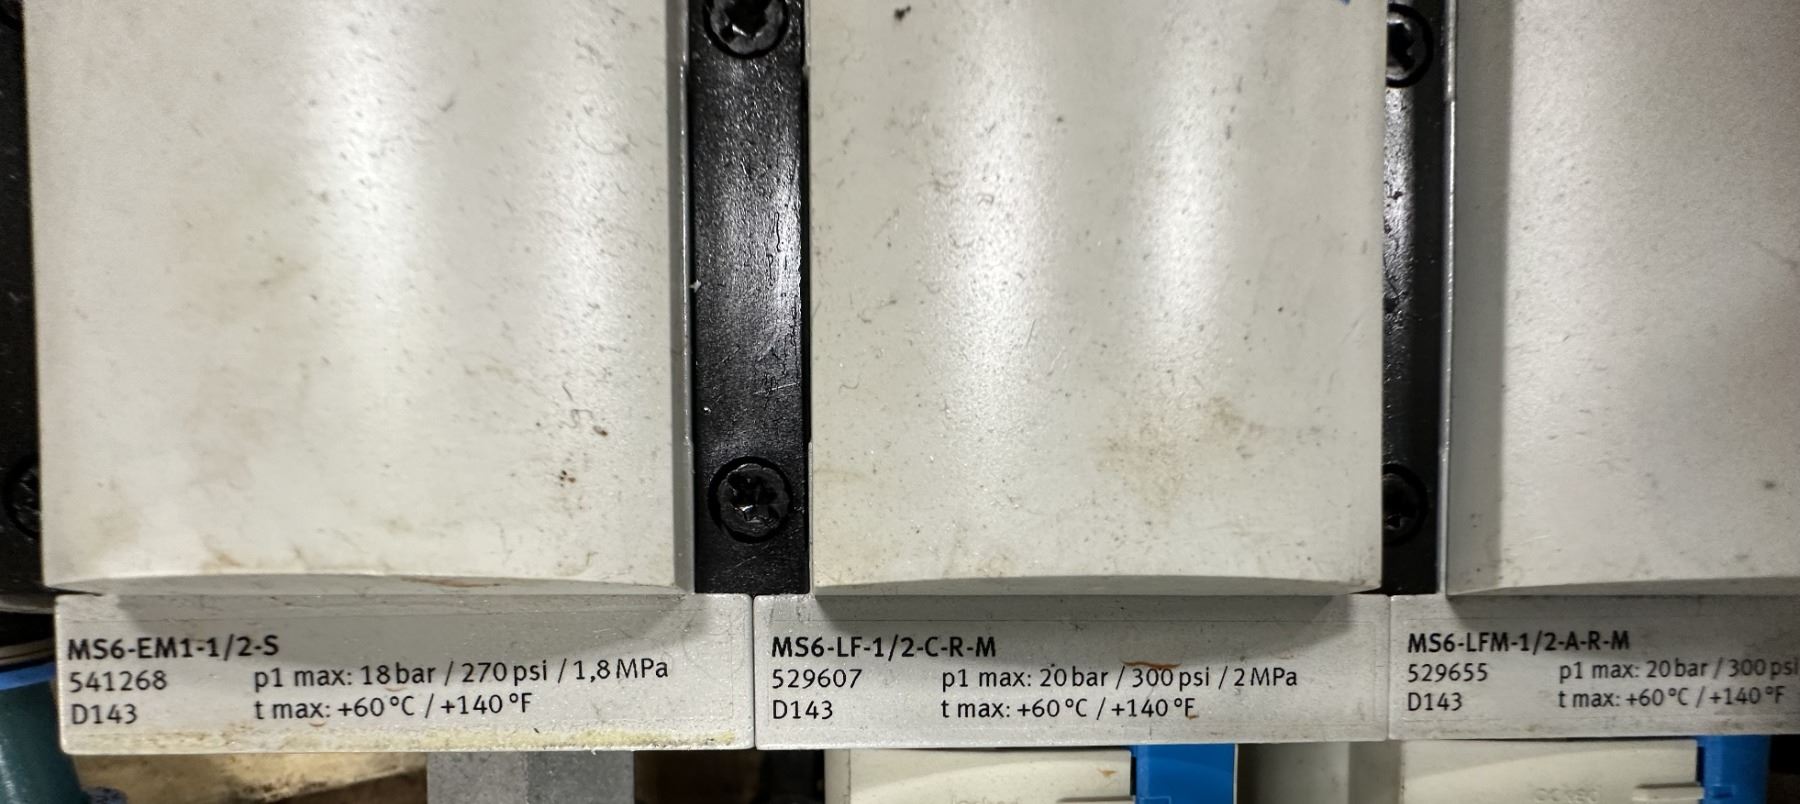 MS6-EM1-1/2-S
541268 p1 max: 18 bar / 270 psi / 1,8 MPa
D143 t max: +60 °C / +140 °F
MS6-LF-1/2-C-R-M
529607 p1 max: 20 bar / 300 psi / 2 MPa
D143 t max: +60 °C / +140 °F
MS6-LFM-1/2-A-R-M
529655 p1 max: 20 bar / 300 psi
D143 t max: +60 °C / +140 °F